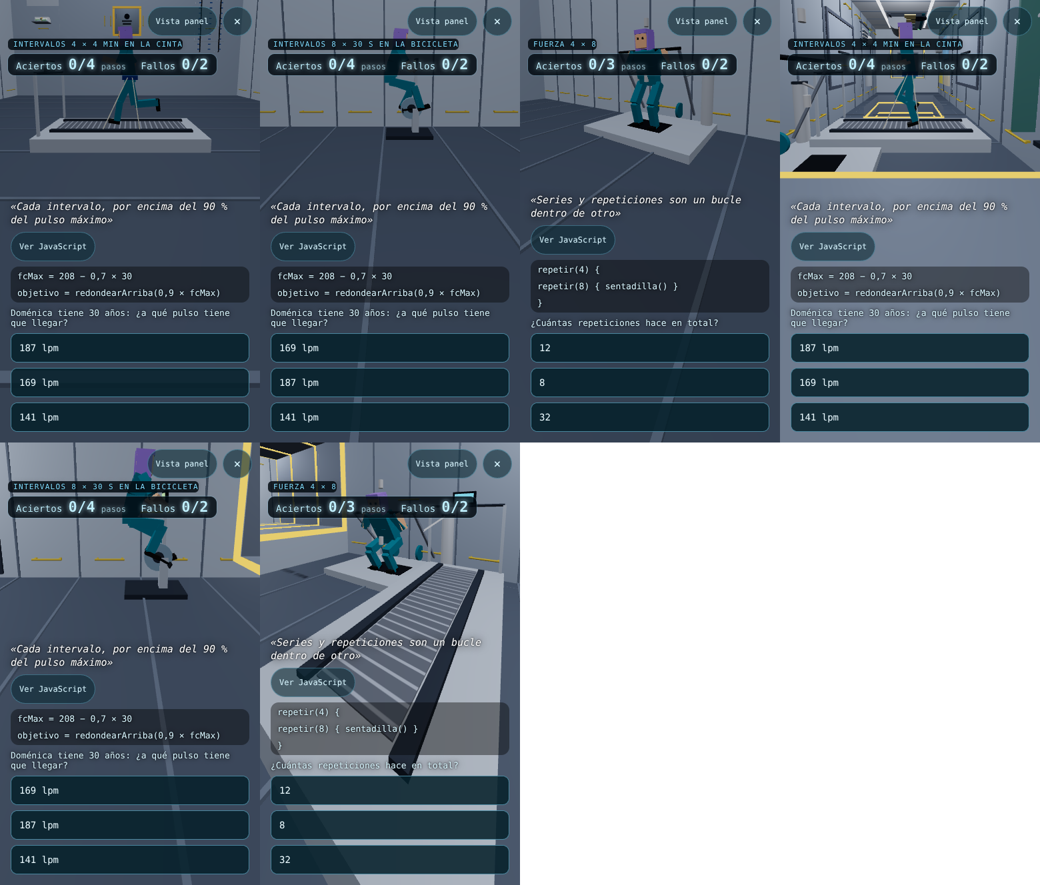 Vista panel
×
INTERVALOS 4 × 4 MIN EN LA CINTA
Aciertos 0/4 pasos Fallos 0/2
«Cada intervalo, por encima del 90 %
del pulso máximo»
Ver JavaScript
fcMax = 208 − 0,7 × 30
objetivo = redondearArriba(0,9 × fcMax)
Doménica tiene 30 años: ¿a qué pulso tiene
que llegar?
187 lpm
169 lpm
141 lpm
Vista panel
×
INTERVALOS 8 × 30 S EN LA BICICLETA
Aciertos 0/4 pasos Fallos 0/2
«Cada intervalo, por encima del 90 %
del pulso máximo»
Ver JavaScript
fcMax = 208 − 0,7 × 30
objetivo = redondearArriba(0,9 × fcMax)
Doménica tiene 30 años: ¿a qué pulso tiene
que llegar?
169 lpm
187 lpm
141 lpm
Vista panel
×
FUERZA 4 × 8
Aciertos 0/3 pasos Fallos 0/2
«Series y repeticiones son un bucle
dentro de otro»
Ver JavaScript
repetir(4) {
repetir(8) { sentadilla() }
}
¿Cuántas repeticiones hace en total?
12
8
32
Vista panel
×
INTERVALOS 4 × 4 MIN EN LA CINTA
Aciertos 0/4 pasos Fallos 0/2
«Cada intervalo, por encima del 90 %
del pulso máximo»
Ver JavaScript
fcMax = 208 − 0,7 × 30
objetivo = redondearArriba(0,9 × fcMax)
Doménica tiene 30 años: ¿a qué pulso tiene
que llegar?
187 lpm
169 lpm
141 lpm
Vista panel
×
INTERVALOS 8 × 30 S EN LA BICICLETA
Aciertos 0/4 pasos Fallos 0/2
«Cada intervalo, por encima del 90 %
del pulso máximo»
Ver JavaScript
fcMax = 208 − 0,7 × 30
objetivo = redondearArriba(0,9 × fcMax)
Doménica tiene 30 años: ¿a qué pulso tiene
que llegar?
169 lpm
187 lpm
141 lpm
Vista panel
×
FUERZA 4 × 8
Aciertos 0/3 pasos Fallos 0/2
«Series y repeticiones son un bucle
dentro de otro»
Ver JavaScript
repetir(4) {
repetir(8) { sentadilla() }
}
¿Cuántas repeticiones hace en total?
12
8
32